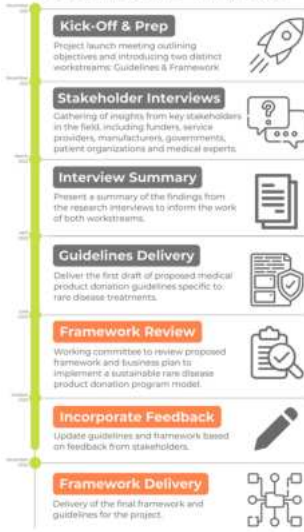 Kick-Off & Prep
Project launch meeting outlining
objectives and introducing two distinct
workstreams: Guidelines & Framework
Stakeholder Interviews
Gathering of insights from key stakeholders
in the field, including funders, service
providers, manufacturers, governments,
patient organizations and medical experts.
?
Interview Summary
Present a summary of the findings from
the research interviews to inform the work
of both workstreams.
Guidelines Delivery
Deliver the first draft of proposed medical
product donation guidelines specific to
rare disease treatments.
Framework Review
Working committee to review proposed
framework and business plan to
implement a sustainable rare disease
product donation program model.
Incorporate Feedback
Update guidelines and framework based
on feedback from stakeholders.
Framework Delivery
Delivery of the final framework and
guidelines for the project.